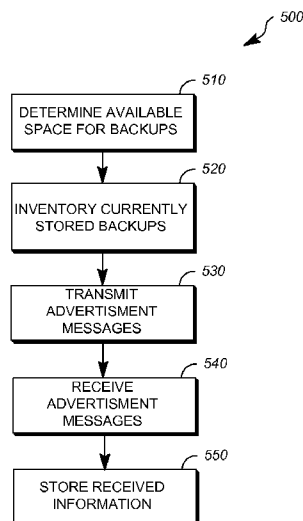 500
510
DETERMINE AVAILABLE
SPACE FOR BACKUPS
520
INVENTORY CURRENTLY
STORED BACKUPS
530
TRANSMIT
ADVERTISMENT
MESSAGES
540
RECEIVE
ADVERTISMENT
MESSAGES
550
STORE RECEIVED
INFORMATION